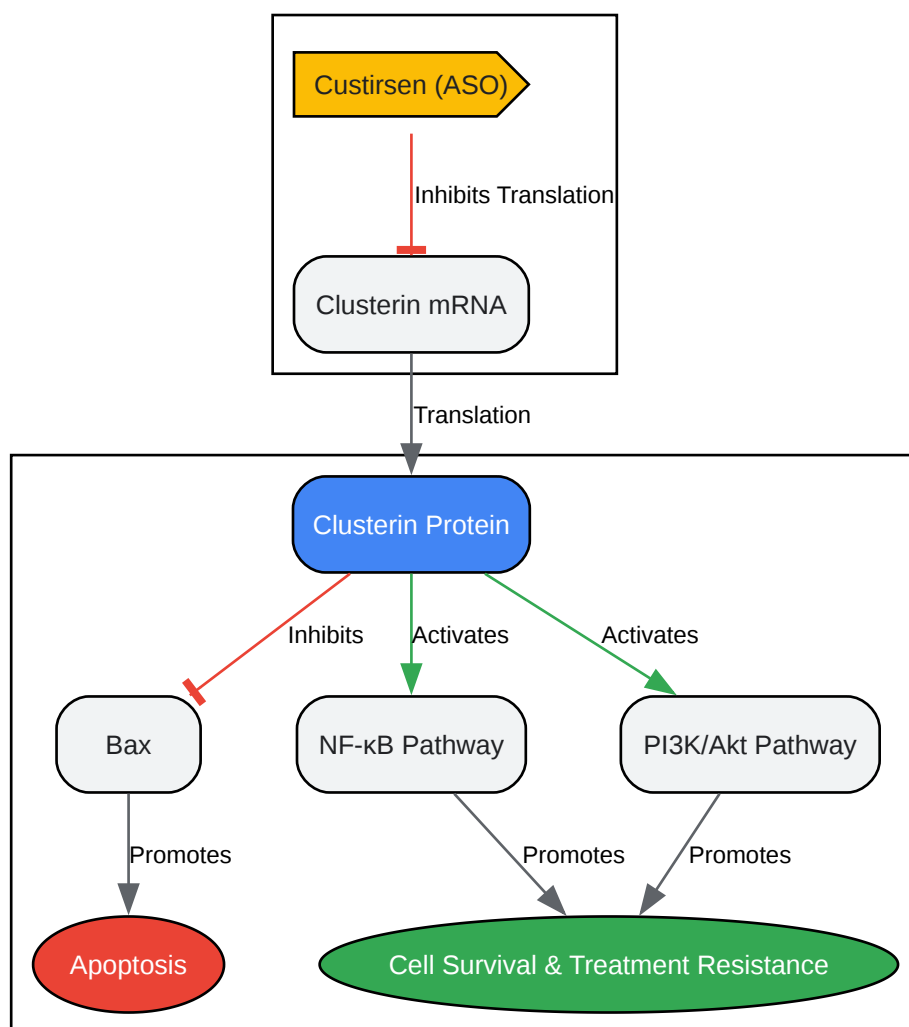 Custirsen (ASO)
Inhibits Translation
Clusterin mRNA
Translation
Clusterin Protein
Inhibits
Activates
Activates
Bax
NF-κB Pathway
PI3K/Akt Pathway
Promotes
Promotes
Promotes
Apoptosis
Cell Survival & Treatment Resistance